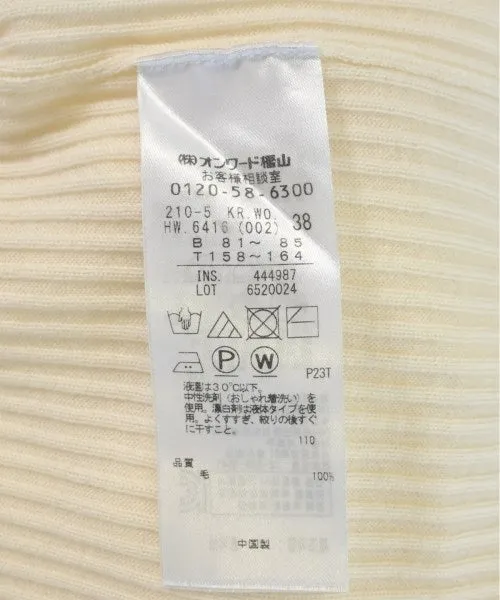 (株)オンワード樫山
お客様相談室
0120-58-6300
210-5 KR.WO.
HW.6416 (002) 38
B 81～ 85
T158～164
INS. 444987
LOT 6520024
P
W
P23T
液温は30℃以下。
中性洗剤(おしゃれ着洗い)を
使用。漂白剤は液体タイプを使
用。よくすすぎ、絞りの後すぐ
に干すこと。
110
品質
毛 100%
中国製